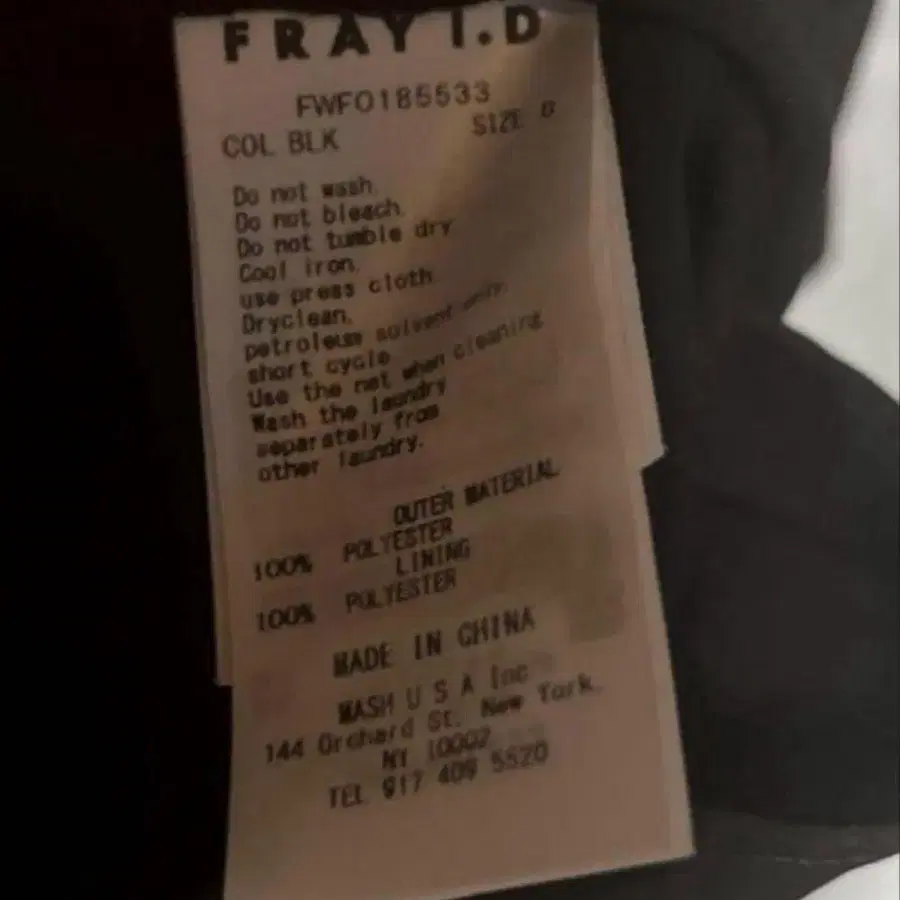 FRAY I.D
FWFO185533
COL BLK SIZE 0
Do not wash.
Do not bleach.
Do not tumble dry
Cool iron.
use press cloth.
Dryclean.
petroleum solvent only.
short cycle.
Use the net when cleaning
Wash the laundry
separately from
other laundry.
OUTER MATERIAL
100% POLYESTER
LINING
100% POLYESTER
MADE IN CHINA
MASH U S A Inc
144 Orchard St. New York.
NY 10002
TEL 917 409 5520